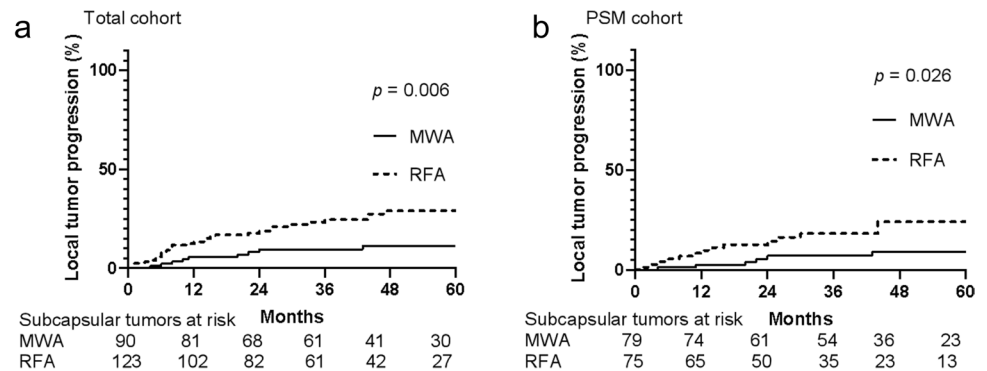 a
Total cohort
Local tumor progression (%)
100
50
0
p = 0.006
MWA
RFA
0 12 24 36 48 60
Months
Subcapsular tumors at risk
MWA 90 81 68 61 41 30
RFA 123 102 82 61 42 27
b
PSM cohort
Local tumor progression (%)
100
50
0
p = 0.026
MWA
RFA
0 12 24 36 48 60
Months
Subcapsular tumors at risk
MWA 79 74 61 54 36 23
RFA 75 65 50 35 23 13